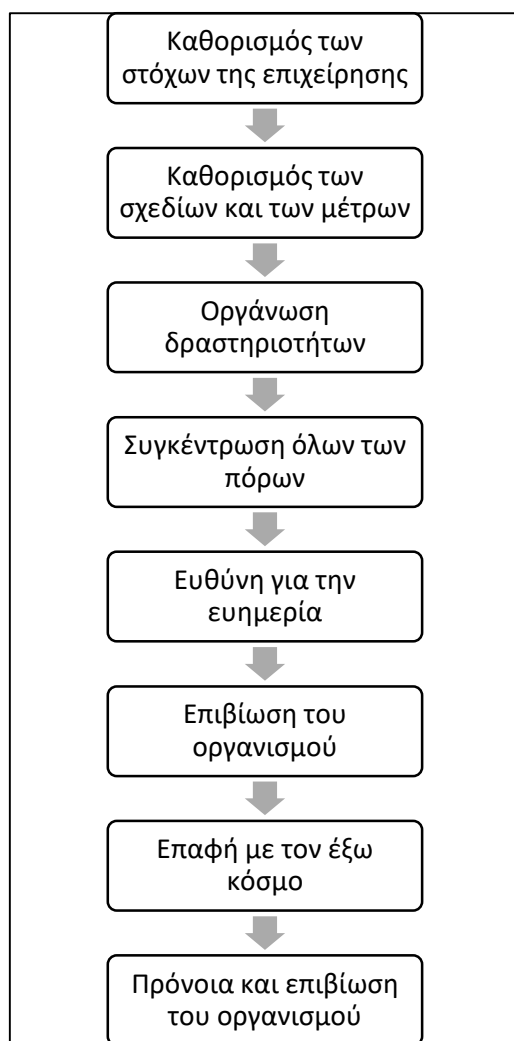 Καθορισμός των
στόχων της επιχείρησης
Καθορισμός των
σχεδίων και των μέτρων
Οργάνωση
δραστηριοτήτων
Συγκέντρωση όλων των
πόρων
Ευθύνη για την
ευημερία
Επιβίωση του
οργανισμού
Επαφή με τον έξω
κόσμο
Πρόνοια και επιβίωση
του οργανισμού